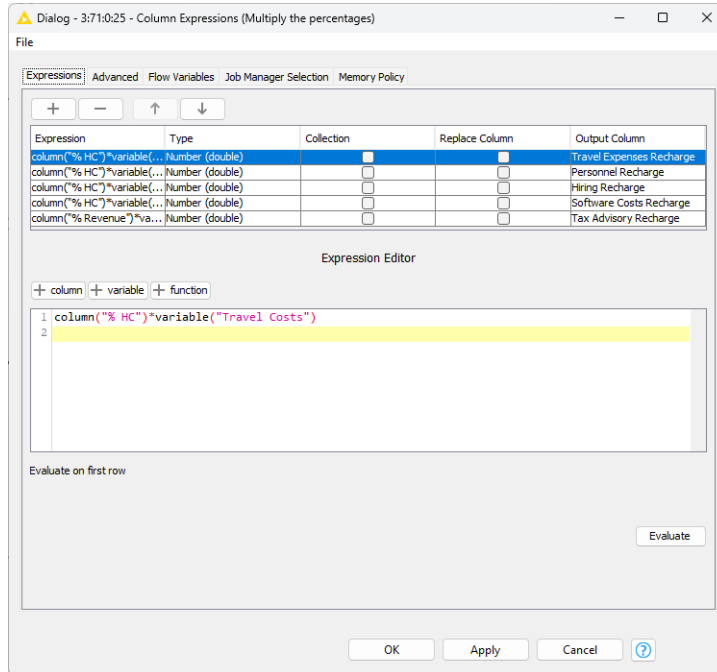 Dialog - 3:71:0:25 - Column Expressions (Multiply the percentages)
File
Expressions Advanced Flow Variables Job Manager Selection Memory Policy
Expression Type Collection Replace Column Output Column
column("% HC")*variable(... Number (double) Travel Expenses Recharge
column("% HC")*variable(... Number (double) Personnel Recharge
column("% HC")*variable(... Number (double) Hiring Recharge
column("% HC")*variable(... Number (double) Software Costs Recharge
column("% Revenue")*va... Number (double) Tax Advisory Recharge
Expression Editor
+ column + variable + function
1 column("% HC")*variable("Travel Costs")
2
Evaluate on first row
Evaluate
OK Apply Cancel ?